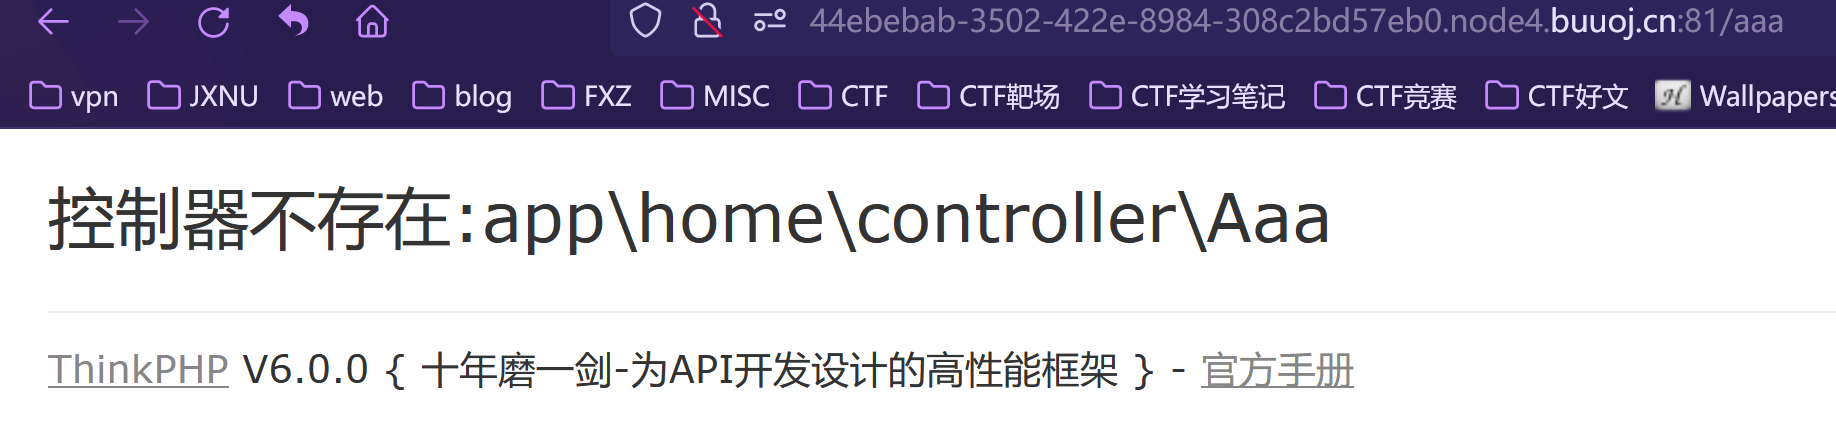 44ebebab-3502-422e-8984-308c2bd57eb0.node4.buuoj.cn:81/aaa
vpn JXNU web blog FXZ MISC CTF CTF靶场 CTF学习笔记 CTF竞赛 CTF好文 Wallpapers
控制器不存在:app\home\controller\Aaa
ThinkPHP V6.0.0 { 十年磨一剑-为API开发设计的高性能框架 } - 官方手册